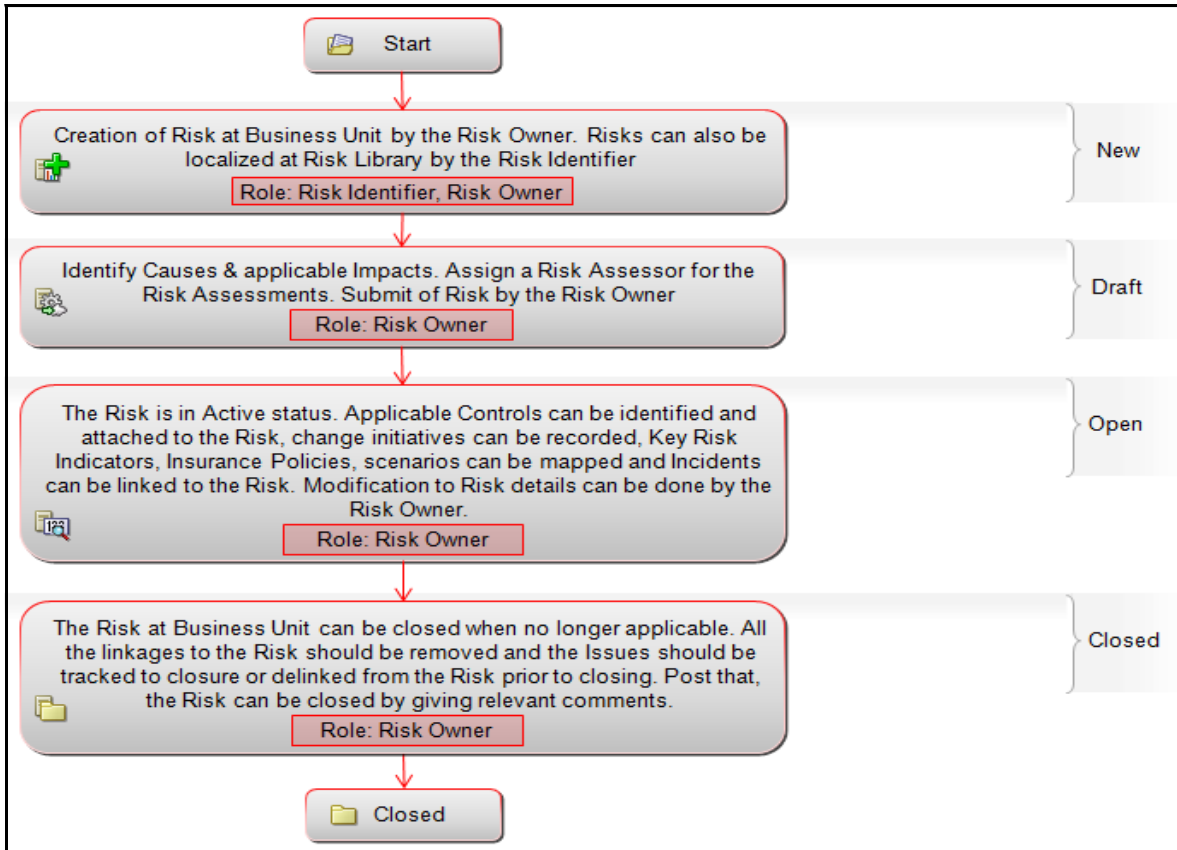 Start
Creation of Risk at Business Unit by the Risk Owner. Risks can also be
localized at Risk Library by the Risk Identifier
Role: Risk Identifier, Risk Owner
New
Identify Causes & applicable Impacts. Assign a Risk Assessor for the
Risk Assessments. Submit of Risk by the Risk Owner
Role: Risk Owner
Draft
The Risk is in Active status. Applicable Controls can be identified and
attached to the Risk, change initiatives can be recorded, Key Risk
Indicators, Insurance Policies, scenarios can be mapped and Incidents
can be linked to the Risk. Modification to Risk details can be done by the
Risk Owner.
Role: Risk Owner
Open
The Risk at Business Unit can be closed when no longer applicable. All
the linkages to the Risk should be removed and the Issues should be
tracked to closure or delinked from the Risk prior to closing. Post that,
the Risk can be closed by giving relevant comments.
Role: Risk Owner
Closed
Closed